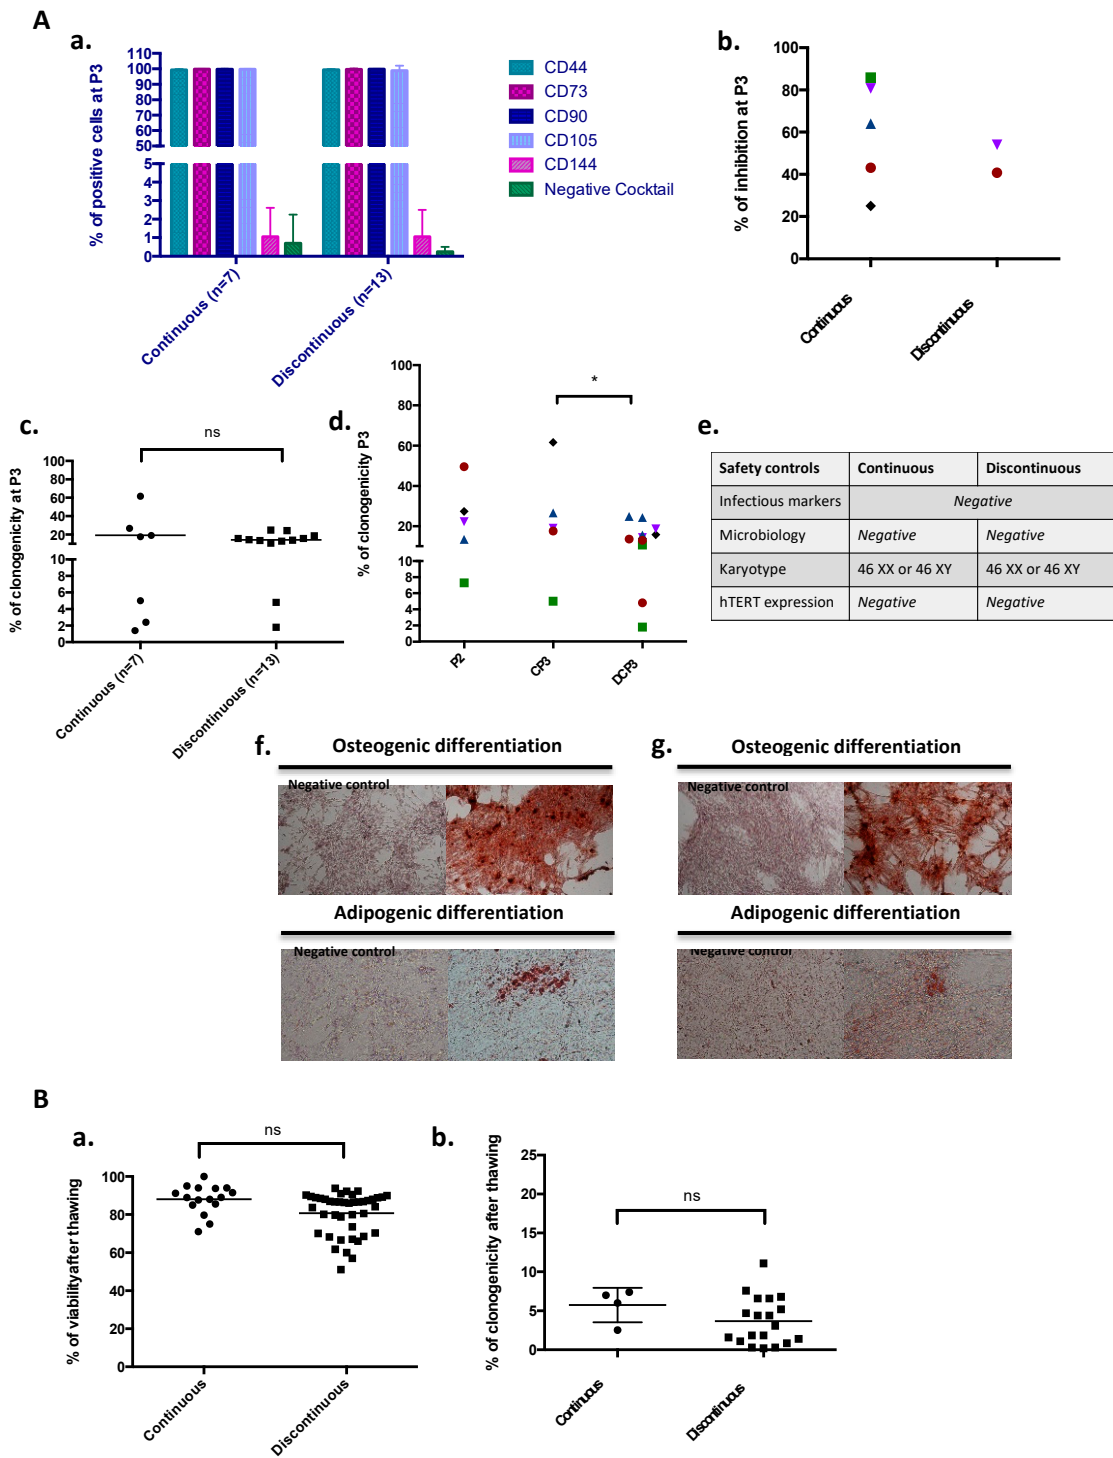 A
a.
% of positive cells at P3
110
100
90
80
70
60
50
5
4
3
2
1
0
Continuous (n=7)
Discontinuous (n=13)
CD44
CD73
CD90
CD105
CD144
Negative Cocktail
b.
% of inhibition at P3
100
80
60
40
20
0
Continuous
Discontinuous
c.
ns
% of clonogenicity at P3
100
80
60
40
20
8
6
4
2
0
Continuous (n=7)
Discontinuous (n=13)
d.
*
% of clonogenicity P3
100
80
60
40
20
10
8
6
4
2
0
P2
CP3
DCP3
e.
Safety controls Continuous Discontinuous
Infectious markers Negative
Microbiology Negative Negative
Karyotype 46 XX or 46 XY 46 XX or 46 XY
hTERT expression Negative Negative
f.
Osteogenic differentiation
Negative control
Adipogenic differentiation
Negative control
g.
Osteogenic differentiation
Negative control
Adipogenic differentiation
Negative control
B
a.
ns
% of viability after thawing
100
80
60
40
20
0
Continuous
Discontinuous
b.
ns
% of clonogenicity after thawing
25
20
15
10
5
0
Continuous
Discontinuous